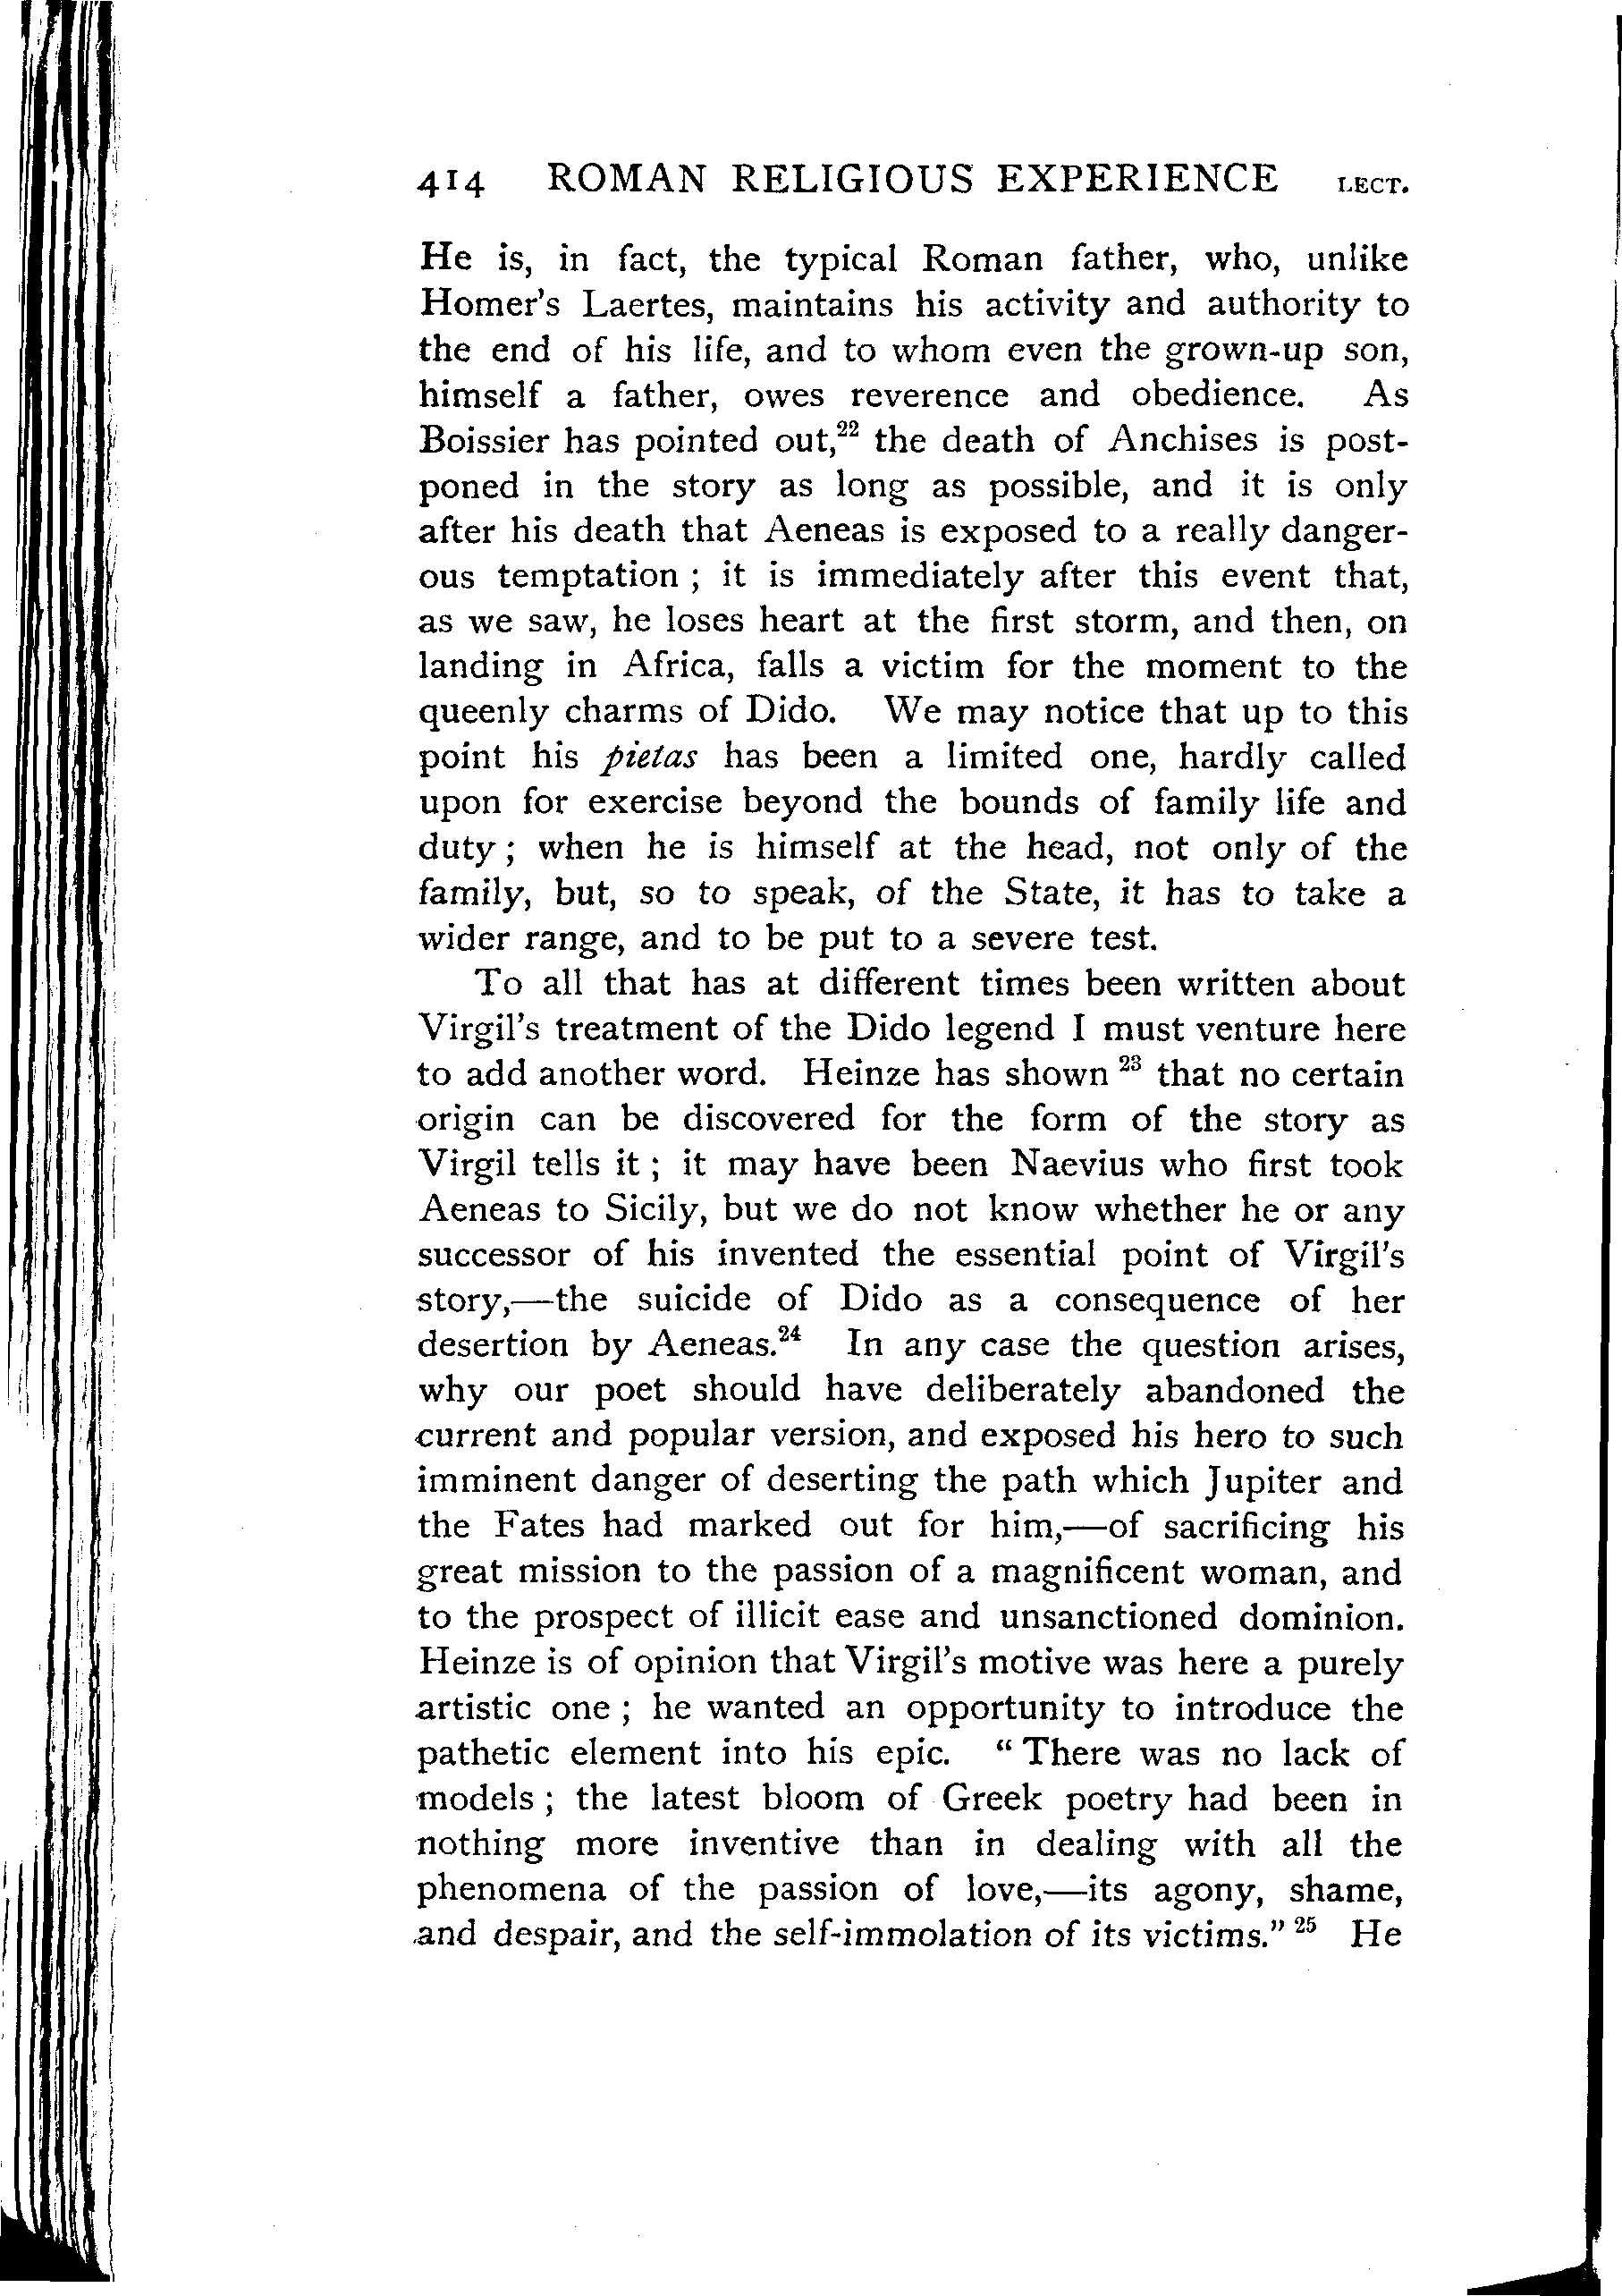 414 ROMAN RELIGIOUS EXPERIENCE LECT.
He is, in fact, the typical Roman father, who, unlike
Homer's Laertes, maintains his activity and authority to
the end of his life, and to whom even the grown-up son,
himself a father, owes reverence and obedience. As
Boissier has pointed out,²² the death of Anchises is post-
poned in the story as long as possible, and it is only
after his death that Aeneas is exposed to a really danger-
ous temptation ; it is immediately after this event that,
as we saw, he loses heart at the first storm, and then, on
landing in Africa, falls a victim for the moment to the
queenly charms of Dido. We may notice that up to this
point his pietas has been a limited one, hardly called
upon for exercise beyond the bounds of family life and
duty ; when he is himself at the head, not only of the
family, but, so to speak, of the State, it has to take a
wider range, and to be put to a severe test.
To all that has at different times been written about
Virgil's treatment of the Dido legend I must venture here
to add another word. Heinze has shown ²³ that no certain
origin can be discovered for the form of the story as
Virgil tells it ; it may have been Naevius who first took
Aeneas to Sicily, but we do not know whether he or any
successor of his invented the essential point of Virgil's
story,—the suicide of Dido as a consequence of her
desertion by Aeneas.²⁴ In any case the question arises,
why our poet should have deliberately abandoned the
current and popular version, and exposed his hero to such
imminent danger of deserting the path which Jupiter and
the Fates had marked out for him,—of sacrificing his
great mission to the passion of a magnificent woman, and
to the prospect of illicit ease and unsanctioned dominion.
Heinze is of opinion that Virgil's motive was here a purely
artistic one ; he wanted an opportunity to introduce the
pathetic element into his epic. “ There was no lack of
models ; the latest bloom of Greek poetry had been in
nothing more inventive than in dealing with all the
phenomena of the passion of love,—its agony, shame,
and despair, and the self-immolation of its victims.” ²⁵ He